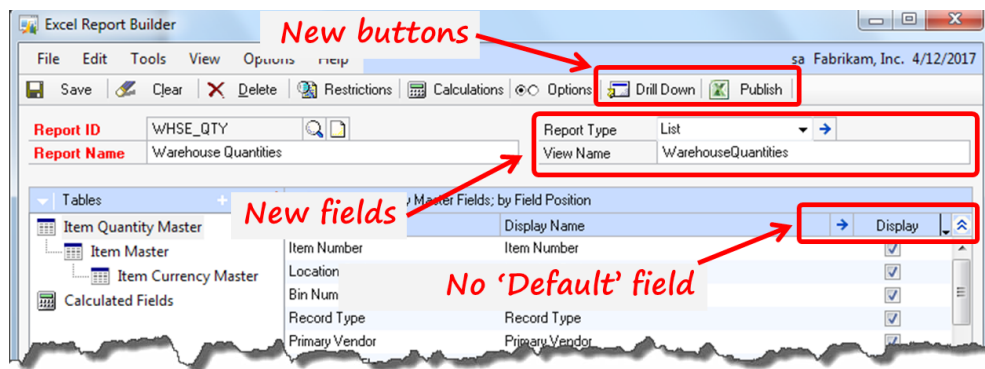 Excel Report Builder
New buttons
File Edit Tools View Options Help
sa Fabrikam, Inc. 4/12/2017
Save Clear Delete Restrictions Calculations Options Drill Down Publish
Report ID WHSE_QTY Report Type List
Report Name Warehouse Quantities View Name WarehouseQuantities
Tables Master Fields; by Field Position
New fields
Item Quantity Master Display Name Display
Item Master Item Number Item Number
Item Currency Master Location
No ‘Default’ field
Calculated Fields Bin Num
Record Type Record Type
Primary Vendor Primary Vendor